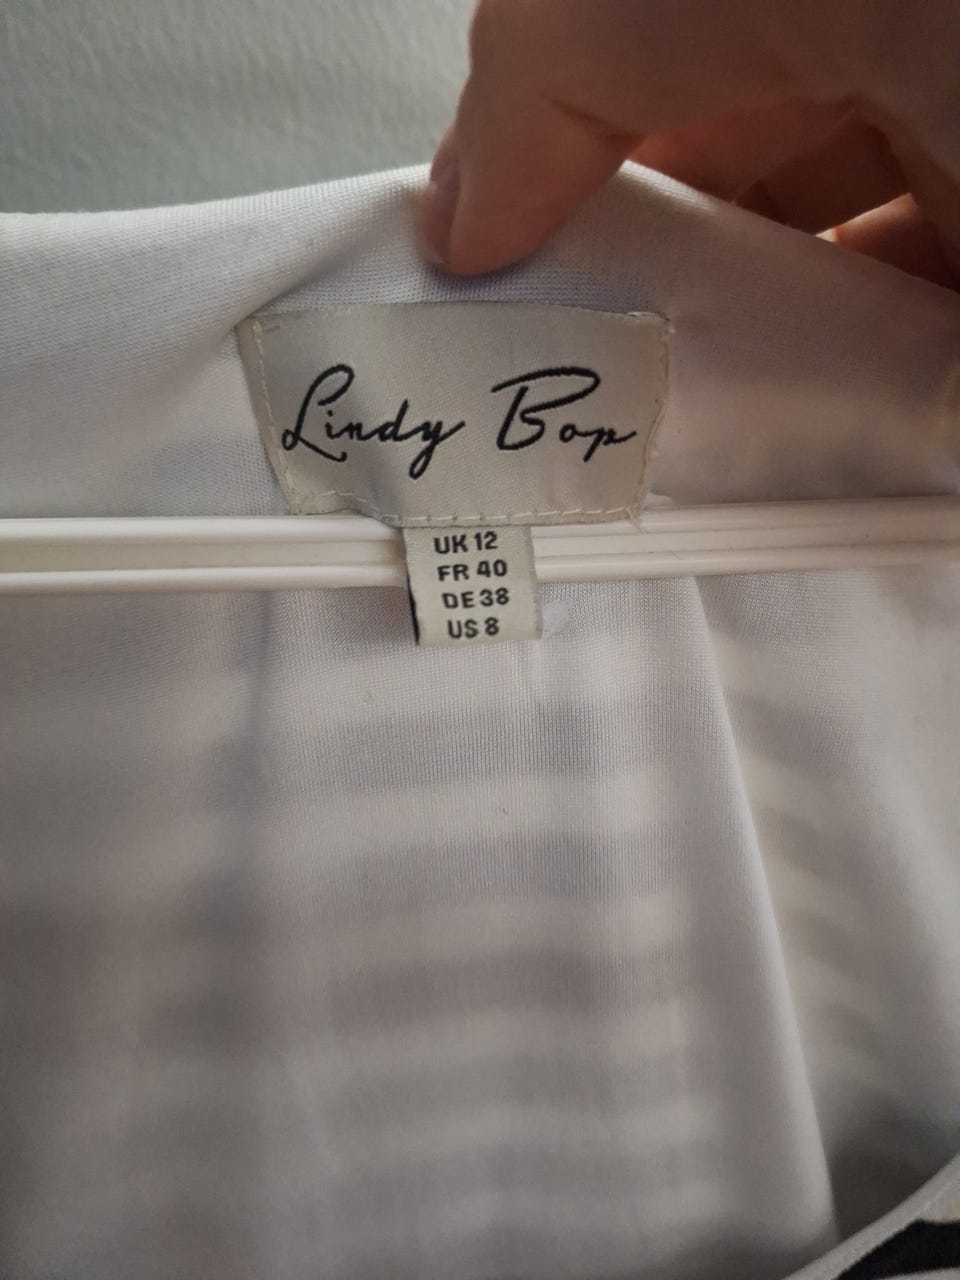 Lindy Bop
UK 12
FR 40
DE 38
US 8